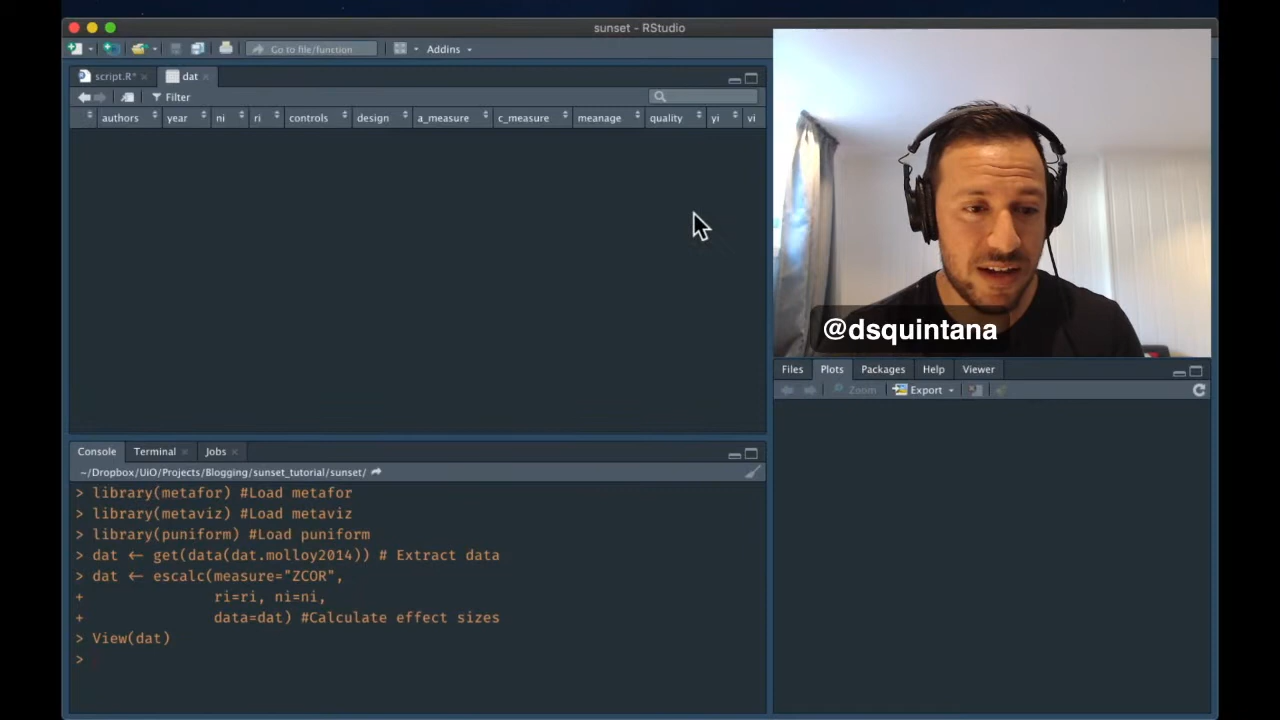 sunset - RStudio
Go to file/function
Addins
script.R*
dat
Filter
authors year ni ri controls design a_measure c_measure meanage quality yi vi
@dsquintana
Files Plots Packages Help Viewer
Zoom Export
Console Terminal Jobs
~/Dropbox/UiO/Projects/Blogging/sunset_tutorial/sunset/
> library(metafor) #Load metafor
> library(metaviz) #Load metaviz
> library(puniform) #Load puniform
> dat <- get(data(dat.molloy2014)) # Extract data
> dat <- escalc(measure="ZCOR",
+ ri=ri, ni=ni,
+ data=dat) #Calculate effect sizes
> View(dat)
>